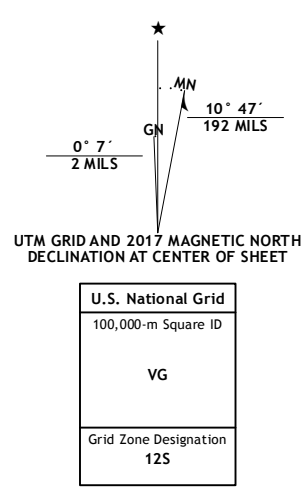 ★
MN
10° 47´
192 MILS
GN
0° 7´
2 MILS
UTM GRID AND 2017 MAGNETIC NORTH
DECLINATION AT CENTER OF SHEET
U.S. National Grid
100,000-m Square ID
VG
Grid Zone Designation
12S